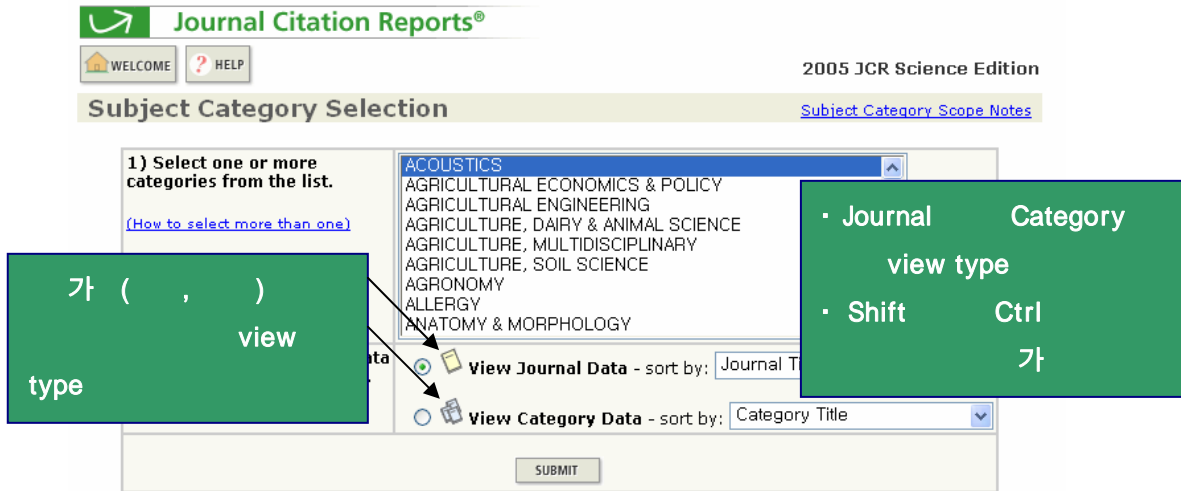 Journal Citation Reports®
WELCOME
? HELP
2005 JCR Science Edition
Subject Category Selection
Subject Category Scope Notes
1) Select one or more
categories from the list.
(How to select more than one)
ACOUSTICS
AGRICULTURAL ECONOMICS & POLICY
AGRICULTURAL ENGINEERING
AGRICULTURE, DAIRY & ANIMAL SCIENCE
AGRICULTURE, MULTIDISCIPLINARY
AGRICULTURE, SOIL SCIENCE
AGRONOMY
ALLERGY
ANATOMY & MORPHOLOGY
· Journal Category
view type
· Shift Ctrl
가
가 ( , )
view
type
View Journal Data - sort by: Journal Ti
View Category Data - sort by: Category Title
SUBMIT